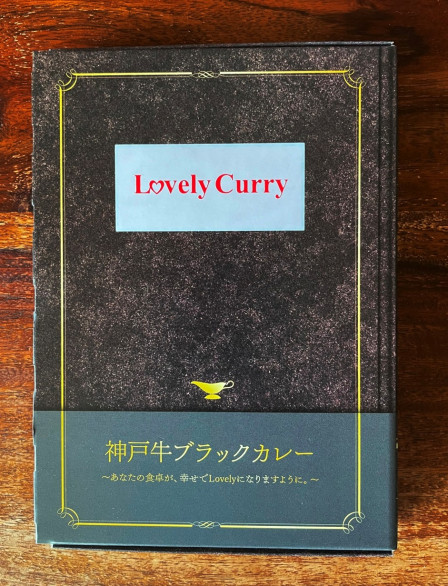 Lovely Curry
神戸牛ブラックカレー
〜あなたの食卓が、幸せでLovelyになりますように。〜